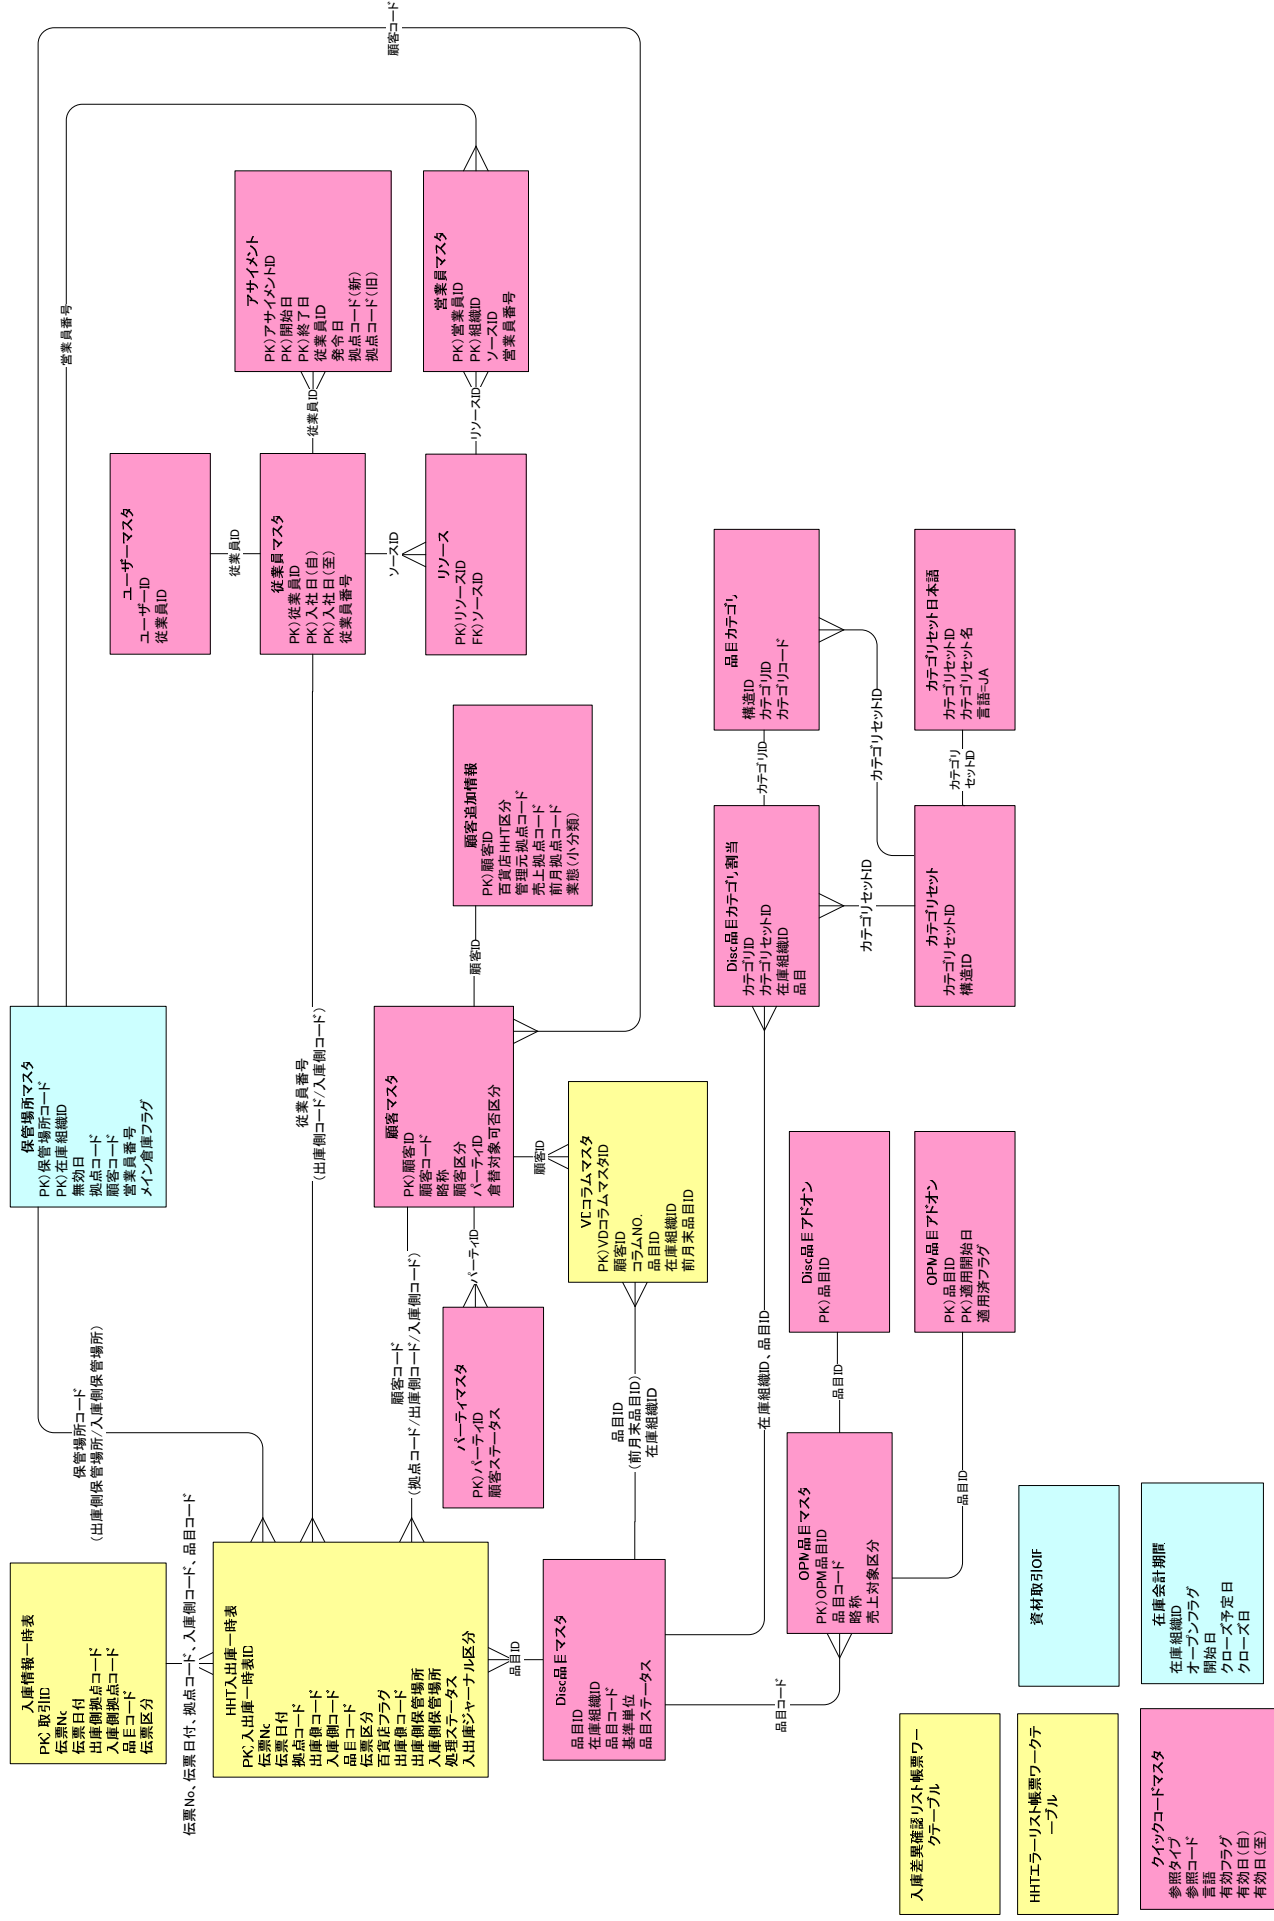 入庫情報一時表
PK)取引ID
伝票No
伝票日付
出庫側拠点コード
入庫側拠点コード
品目コード
伝票区分
伝票No、伝票日付、拠点コード、入庫側コード、品目コード
HHT入出庫一時表
PK)入出庫一時表ID
伝票No
伝票日付
拠点コード
出庫側コード
入庫側コード
品目コード
伝票区分
百貨店フラグ
出庫側コード
出庫側保管場所
入庫側保管場所
処理ステータス
入出庫ジャーナル区分
保管場所コード
(出庫側保管場所/入庫側保管場所)
保管場所マスタ
PK)保管場所コード
PK)在庫組織ID
無効日
拠点コード
顧客コード
営業員番号
メイン倉庫フラグ
営業員番号
顧客コード
従業員番号
(出庫側コード/入庫側コード)
顧客コード
(拠点コード/出庫側コード/入庫側コード)
ユーザーマスタ
ユーザーID
従業員ID
従業員ID
従業員マスタ
PK)従業員ID
PK)入社日(自)
PK)入社日(至)
従業員番号
従業員ID
アサイメント
PK)アサイメントID
PK)開始日
PK)終了日
従業員ID
発令日
拠点コード(新)
拠点コード(旧)
ソースID
リソース
PK)リソースID
FK)ソースID
リソースID
営業員マスタ
PK)営業員ID
PK)組織ID
ソースID
営業員番号
顧客マスタ
PK)顧客ID
顧客コード
略称
顧客区分
パーティID
倉替対象可否区分
顧客ID
顧客追加情報
PK)顧客ID
百貨店HHT区分
管理元拠点コード
売上拠点コード
前月拠点コード
業態(小分類)
パーティID
パーティマスタ
PK)パーティID
顧客ステータス
顧客ID
VDコラムマスタ
PK)VDコラムマスタID
顧客ID
コラムNO.
品目ID
在庫組織ID
前月末品目ID
品目ID
(前月末品目ID)
在庫組織ID
品目ID
Disc品目マスタ
品目ID
在庫組織ID
品目コード
基準単位
品目ステータス
在庫組織ID、品目ID
品目コード
Disc品目カテゴリ割当
カテゴリID
カテゴリセットID
在庫組織ID
品目
カテゴリID
品目カテゴリ
構造ID
カテゴリID
カテゴリコード
カテゴリセットID
カテゴリセットID
カテゴリセット
カテゴリセットID
構造ID
カテゴリ
セットID
カテゴリセット日本語
カテゴリセットID
カテゴリセット名
言語=JA
OPM品目マスタ
PK)OPM品目ID
品目コード
略称
売上対象区分
品目ID
Disc品目アドオン
PK)品目ID
品目ID
OPM品目アドオン
PK)品目ID
PK)適用開始日
適用済フラグ
入庫差異確認リスト帳票ワー
クテーブル
HHTエラーリスト帳票ワークテ
ーブル
資材取引OIF
クイックコードマスタ
参照タイプ
参照コード
言語
有効フラグ
有効日(自)
有効日(至)
在庫会計期間
在庫組織ID
オープンフラグ
開始日
クローズ予定日
クローズ日